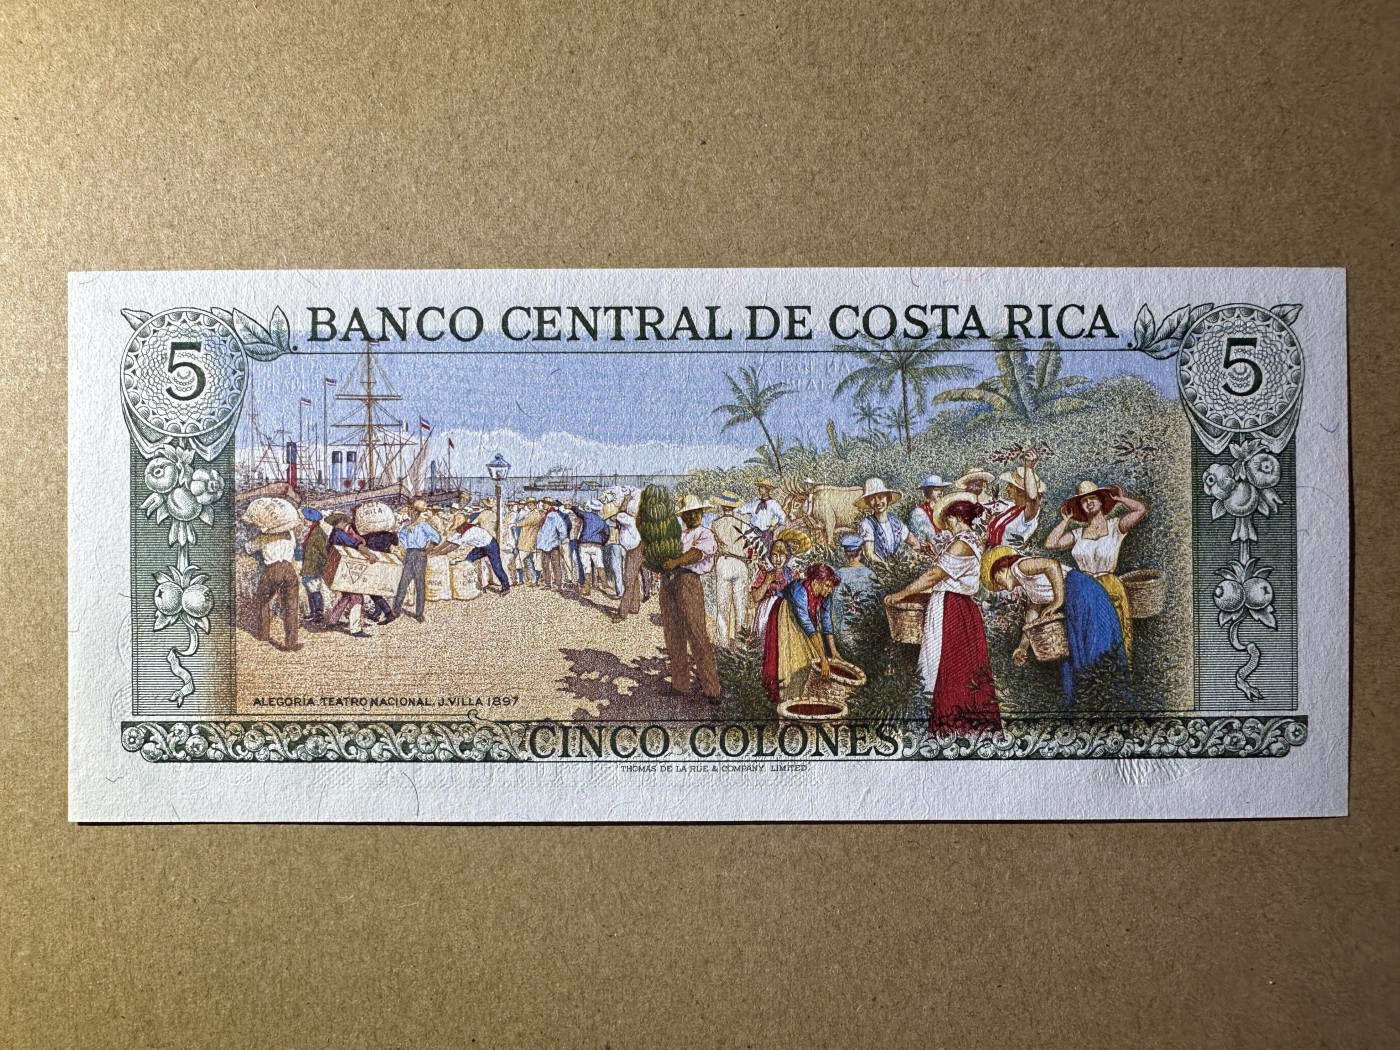 BANCO CENTRAL DE COSTA RICA
5
5
ALEGORIA TEATRO NACIONAL, J.VILLA 1897
CINCO COLONES
THOMAS DE LA RUE & COMPANY, LIMITED.